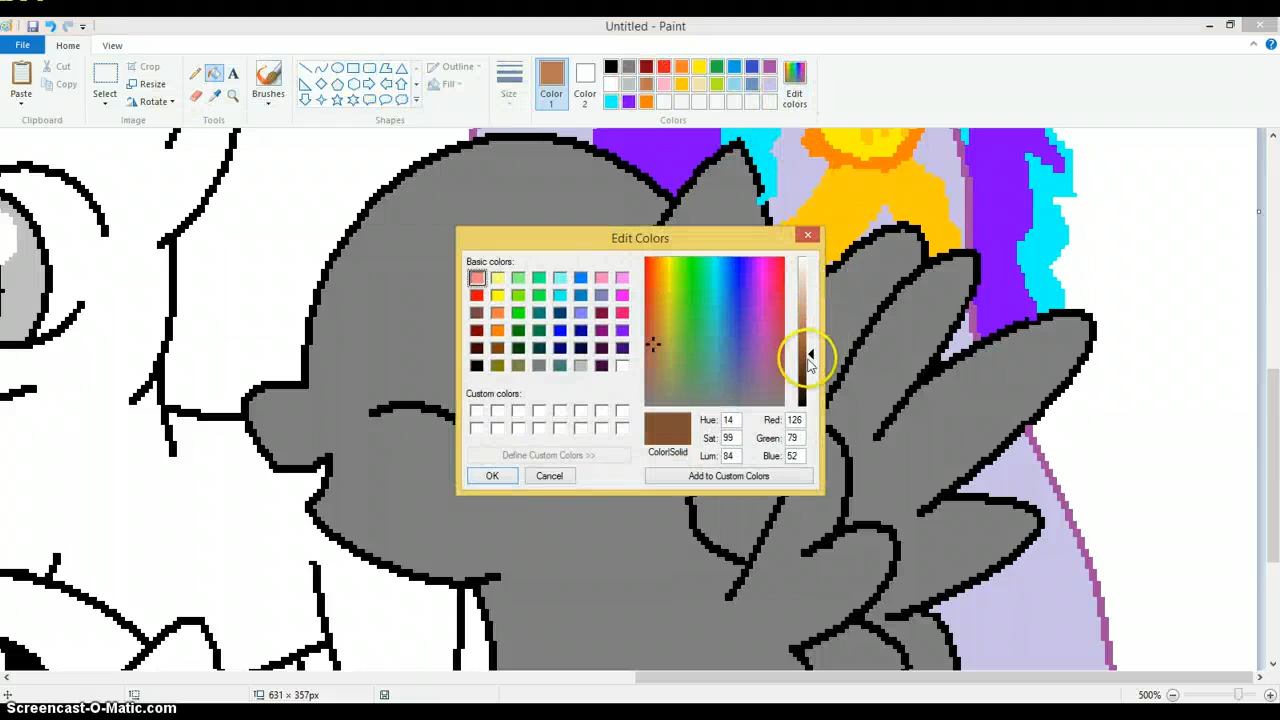 Untitled - Paint
File Home View
Paste
Cut
Copy
Clipboard
Select
Crop
Resize
Rotate
Image
A
Tools
Brushes
Outline
Fill
Shapes
Size
Color 1
Color 2
Edit colors
Colors
Edit Colors
Basic colors:
Custom colors:
Define Custom Colors >>
OK Cancel
Color|Solid
Hue: 14 Red: 126
Sat: 99 Green: 79
Lum: 84 Blue: 52
Add to Custom Colors
631 × 357px
500%
Screencast-O-Matic.com